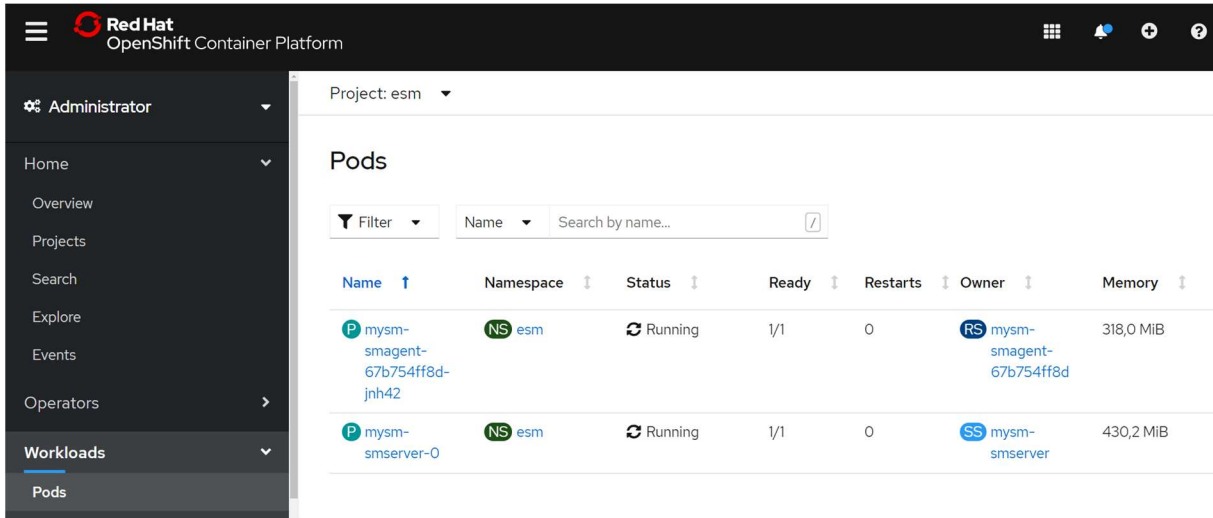 Red Hat
OpenShift Container Platform
Administrator
Home
Overview
Projects
Search
Explore
Events
Operators
Workloads
Pods
Project: esm
Pods
Filter Name Search by name... /
Name Namespace Status Ready Restarts Owner Memory
P mysm- NS esm Running 1/1 0 RS mysm- 318,0 MiB
smagent- smagent-
67b754ff8d- 67b754ff8d
jnh42
P mysm- NS esm Running 1/1 0 SS mysm- 430,2 MiB
smserver-0 smserver